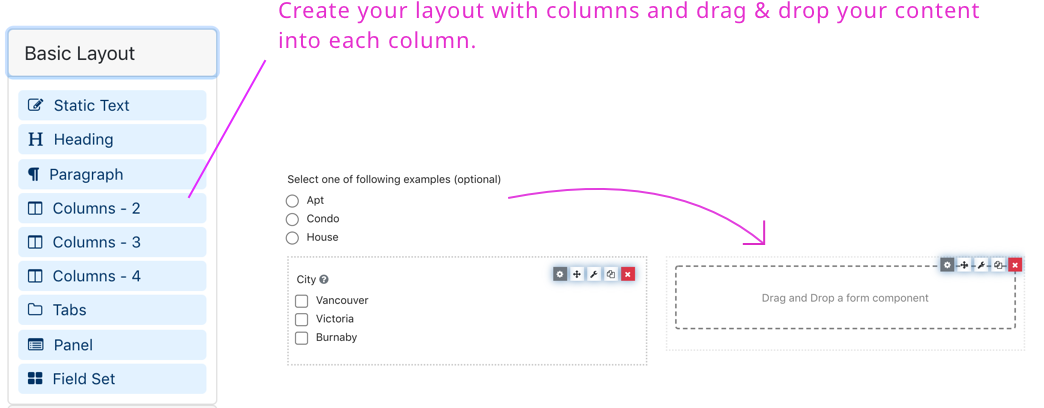 Create your layout with columns and drag & drop your content
into each column.
Basic Layout
Static Text
Heading
Paragraph
Columns - 2
Columns - 3
Columns - 4
Tabs
Panel
Field Set
Select one of following examples (optional)
Apt
Condo
House
City
Vancouver
Victoria
Burnaby
Drag and Drop a form component